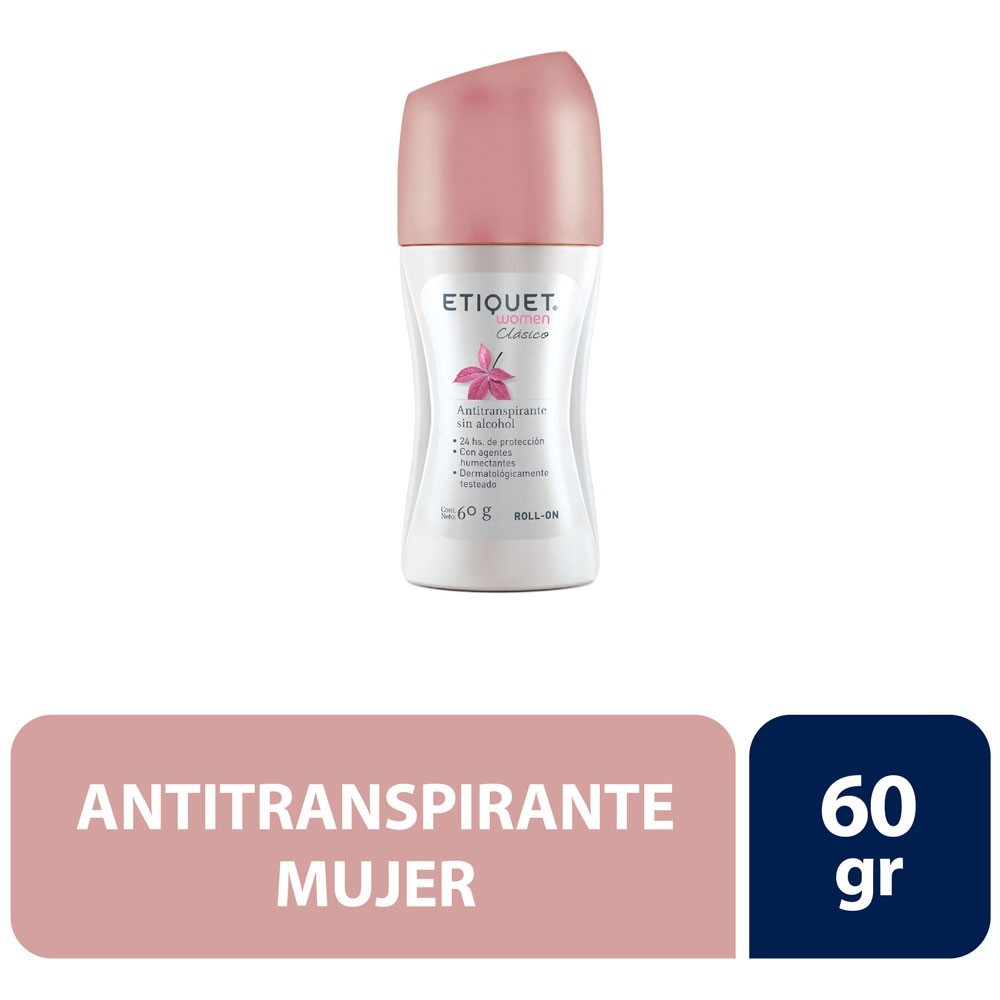 ETIQUET®
women
Clásico
Antitranspirante
sin alcohol
• 24 hs. de protección
• Con agentes
humectantes
• Dermatológicamente
testeado
Cont.
Neto: 60 g ROLL-ON
ANTITRANSPIRANTE
MUJER
60
gr